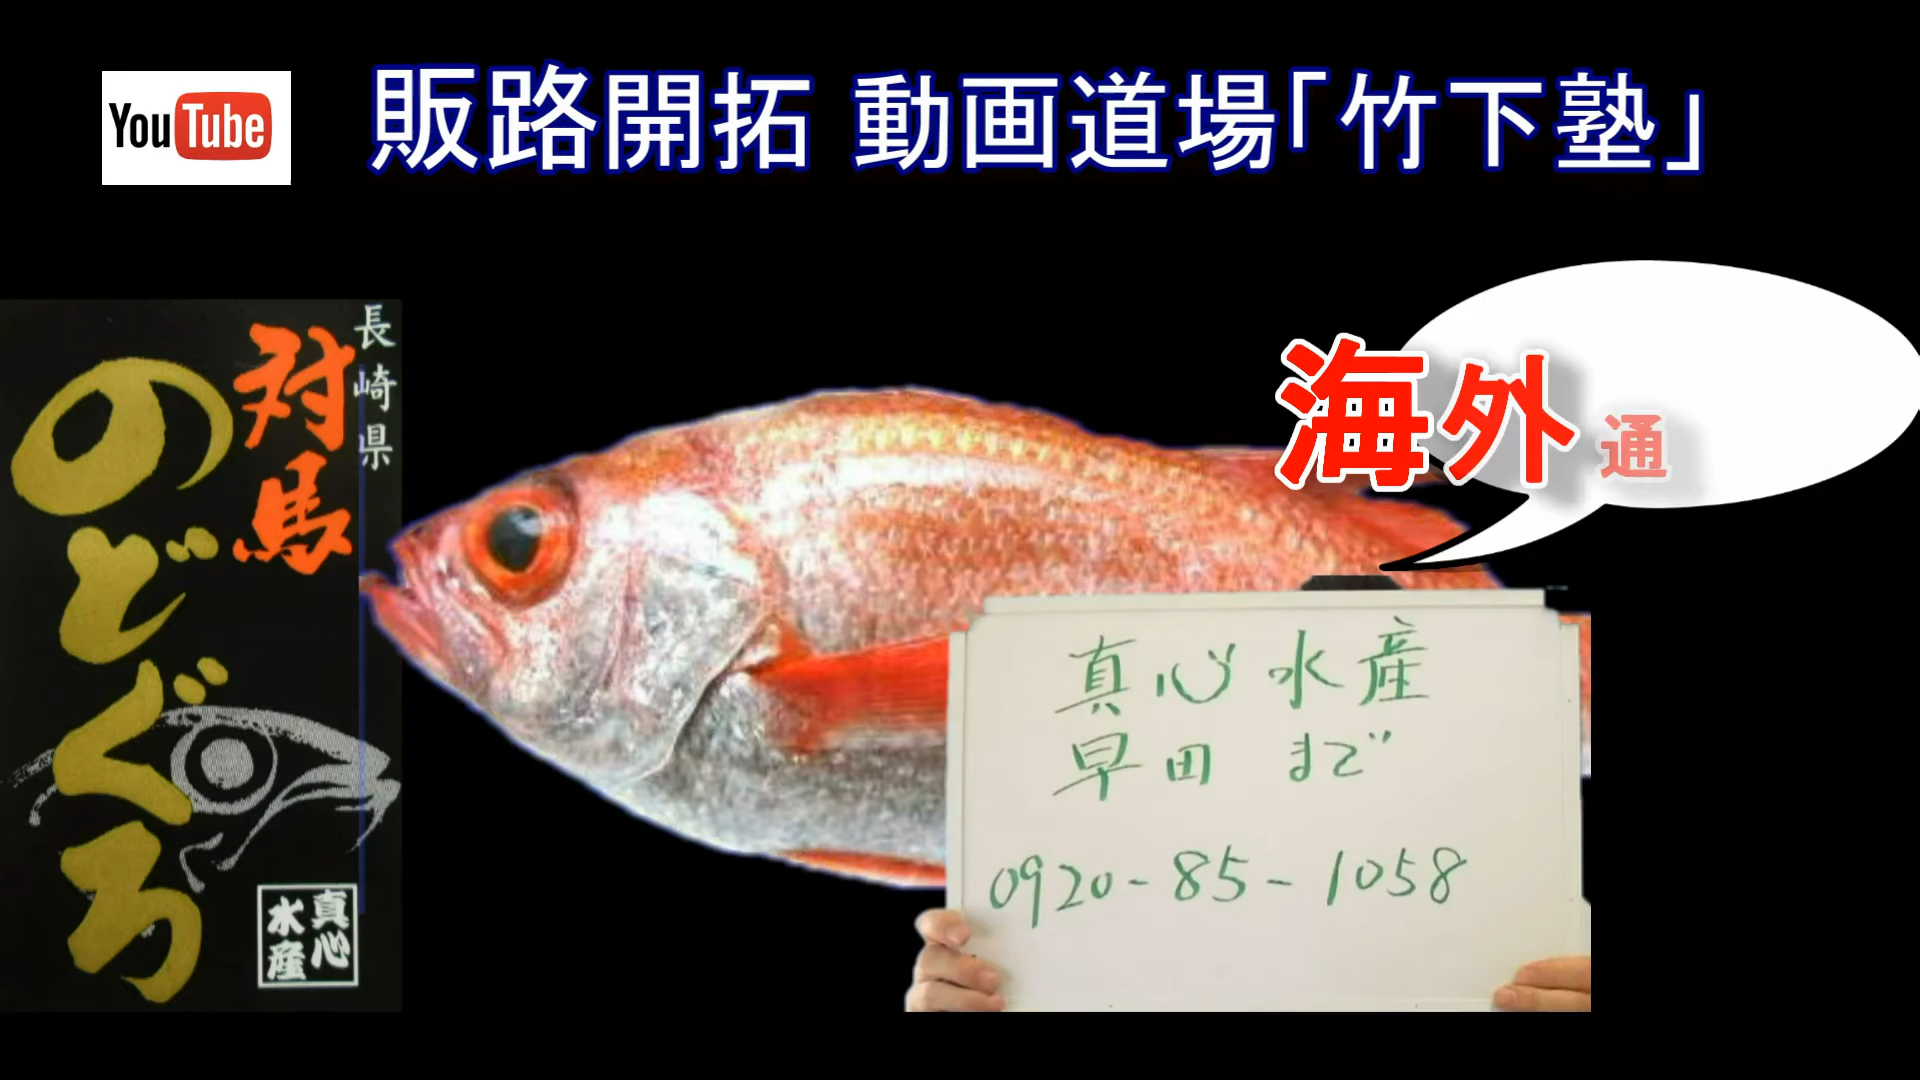 YouTube
販路開拓 動画道場「竹下塾」
長崎県
対馬
のどぐろ
真心
水産
海外通
真心水産
早田 まで
0920-85-1058